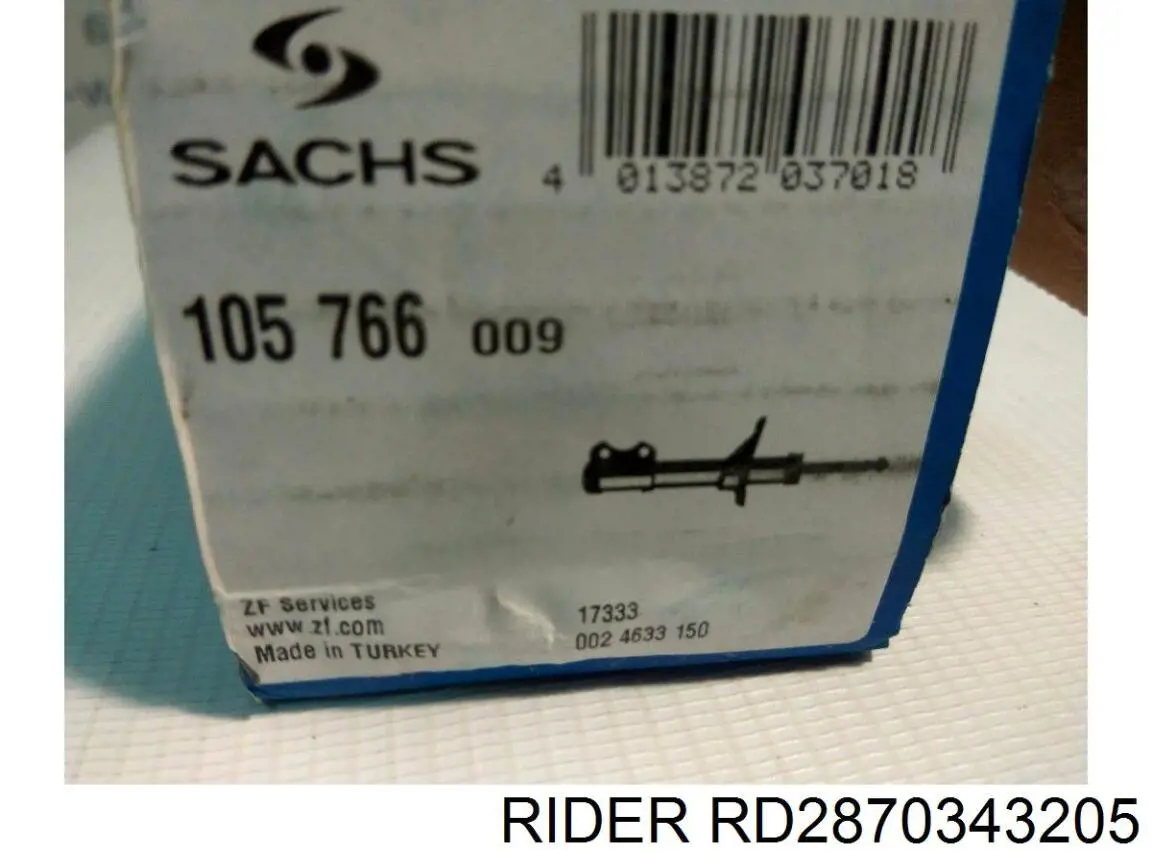 SACHS
4 013872 037018
105 766 009
ZF Services
www.zf.com
Made in TURKEY
17333
002 4633 150
RIDER RD2870343205